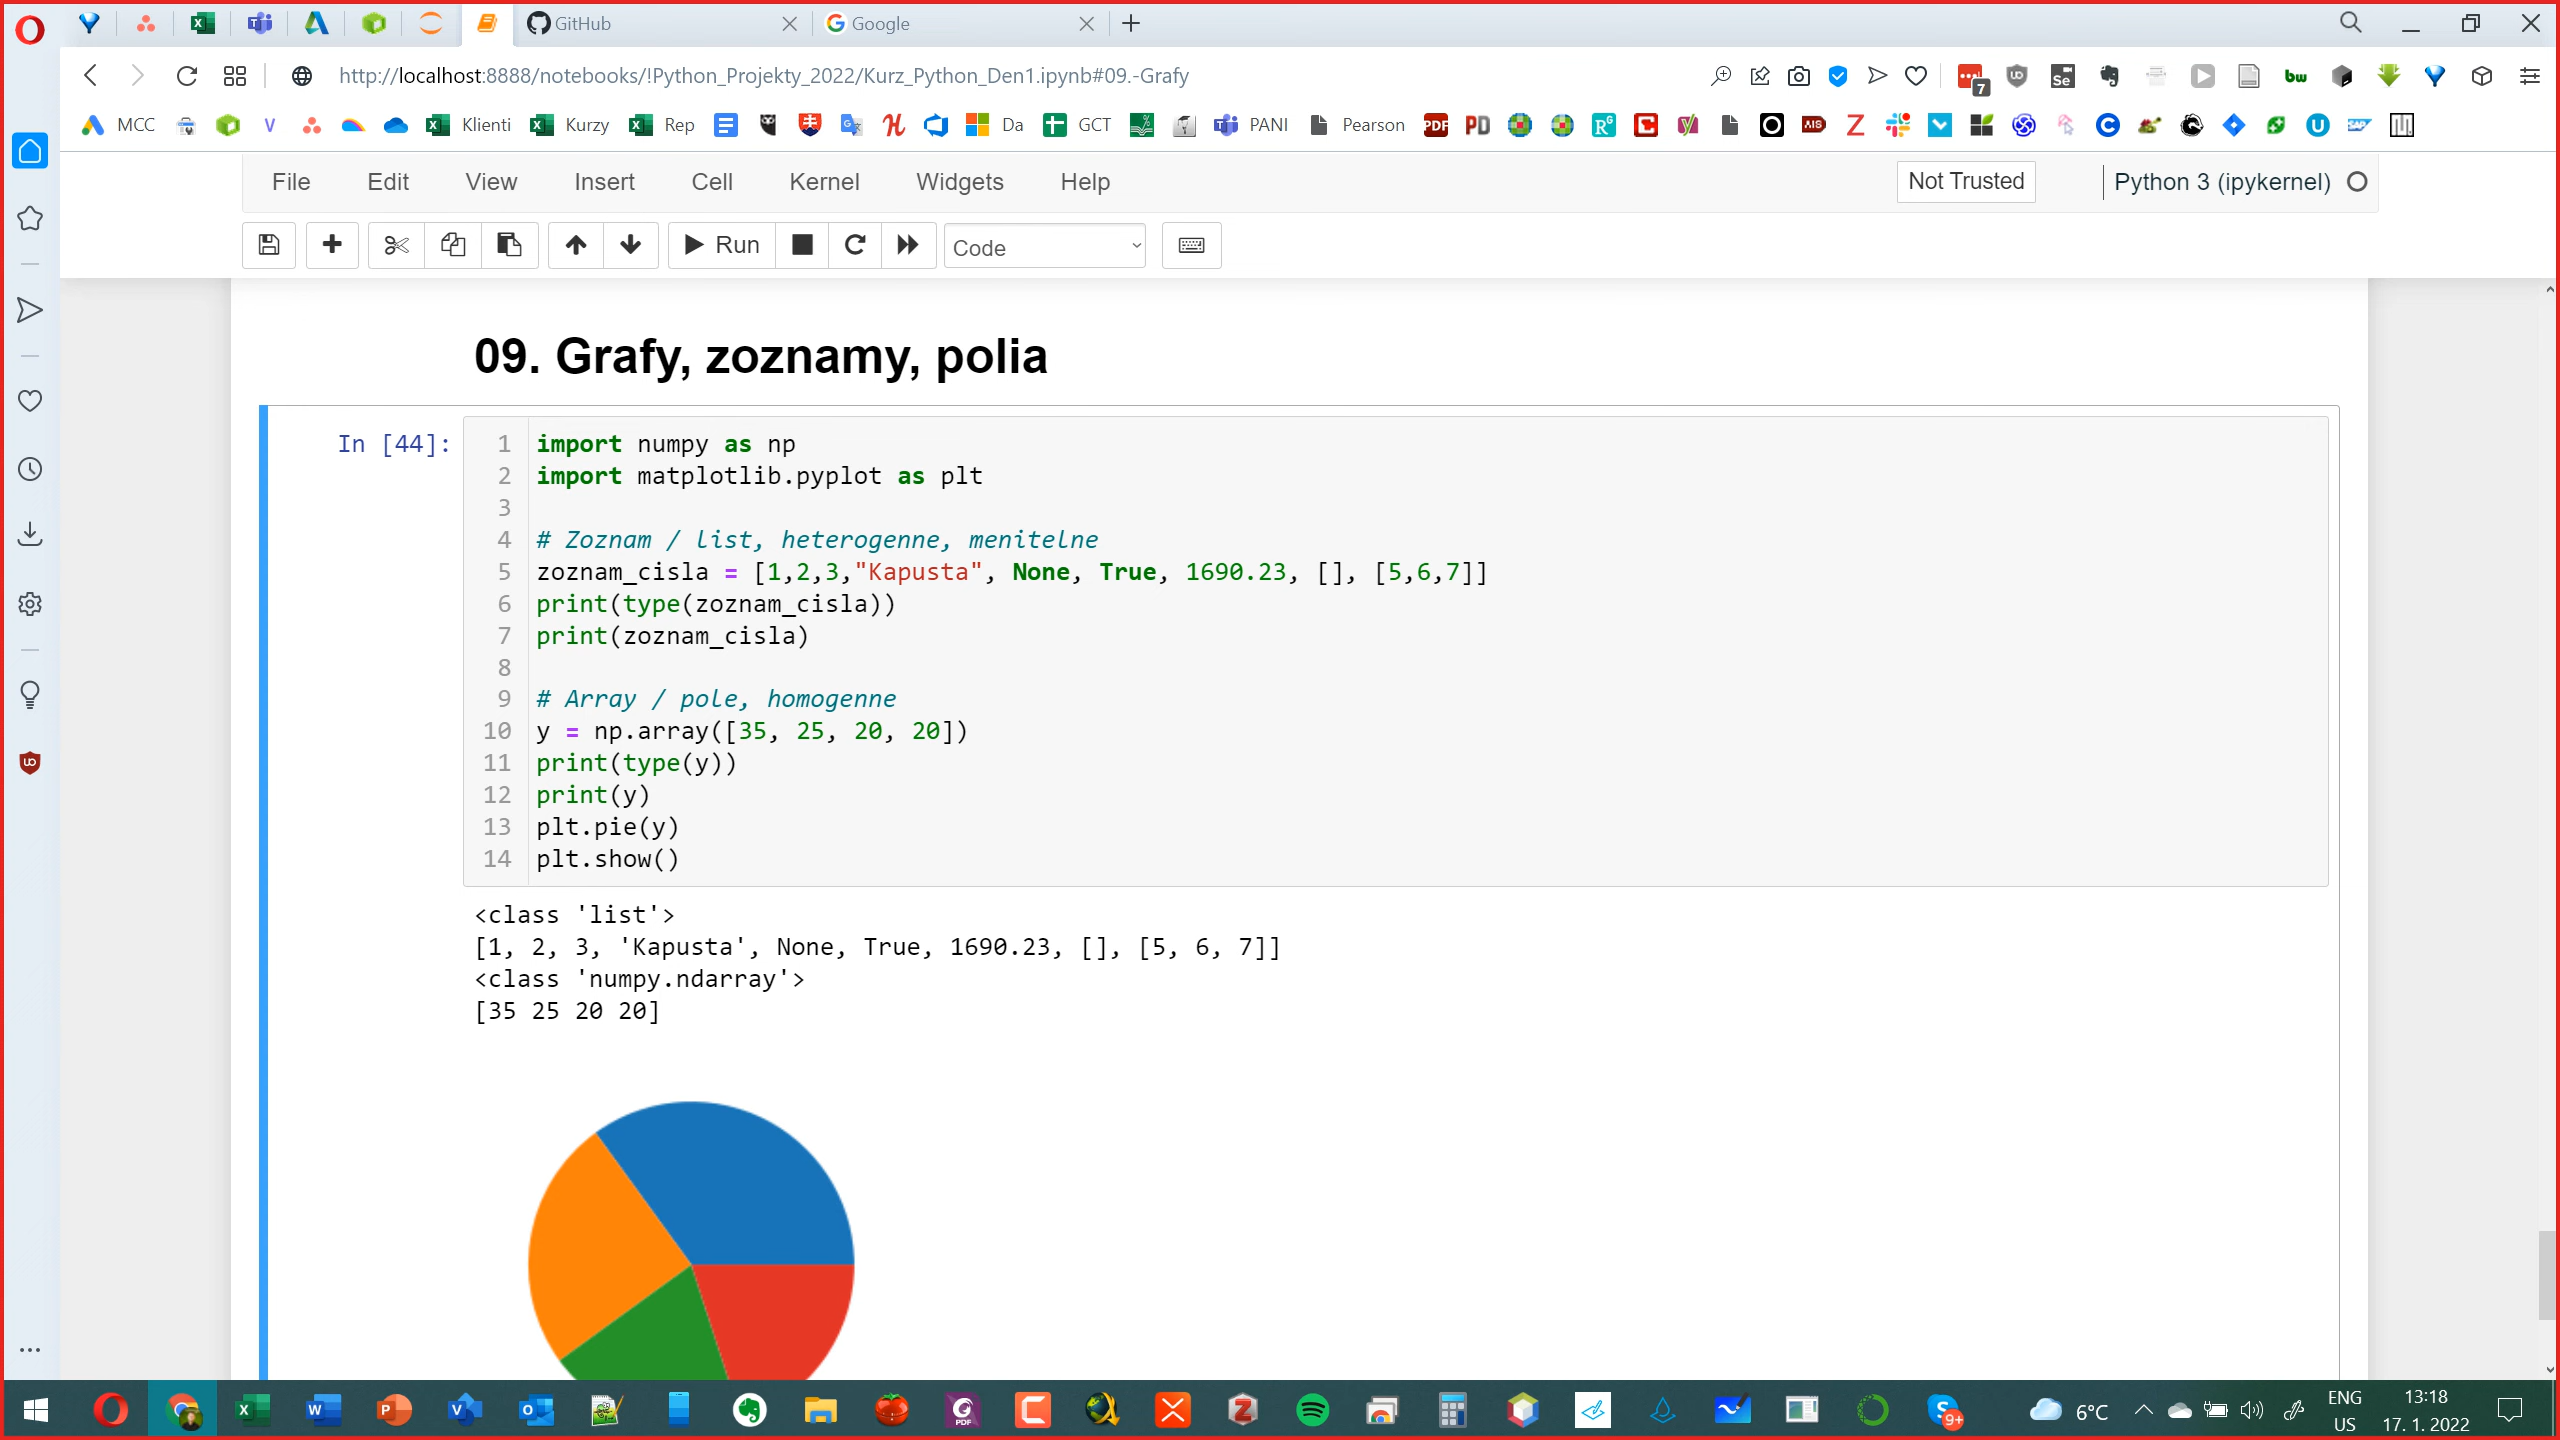 GitHub
Google
http://localhost:8888/notebooks/!Python_Projekty_2022/Kurz_Python_Den1.ipynb#09.-Grafy
7
MCC
Klienti
Kurzy
Rep
Da
GCT
PANI
Pearson
File Edit View Insert Cell Kernel Widgets Help
Not Trusted
Python 3 (ipykernel)
Run
Code
09. Grafy, zoznamy, polia
In [44]:
1 import numpy as np
2 import matplotlib.pyplot as plt
3
4 # Zoznam / list, heterogenne, menitelne
5 zoznam_cisla = [1,2,3,"Kapusta", None, True, 1690.23, [], [5,6,7]]
6 print(type(zoznam_cisla))
7 print(zoznam_cisla)
8
9 # Array / pole, homogenne
10 y = np.array([35, 25, 20, 20])
11 print(type(y))
12 print(y)
13 plt.pie(y)
14 plt.show()
<class 'list'>
[1, 2, 3, 'Kapusta', None, True, 1690.23, [], [5, 6, 7]]
<class 'numpy.ndarray'>
[35 25 20 20]
9+
6°C
ENG
US
13:18
17. 1. 2022